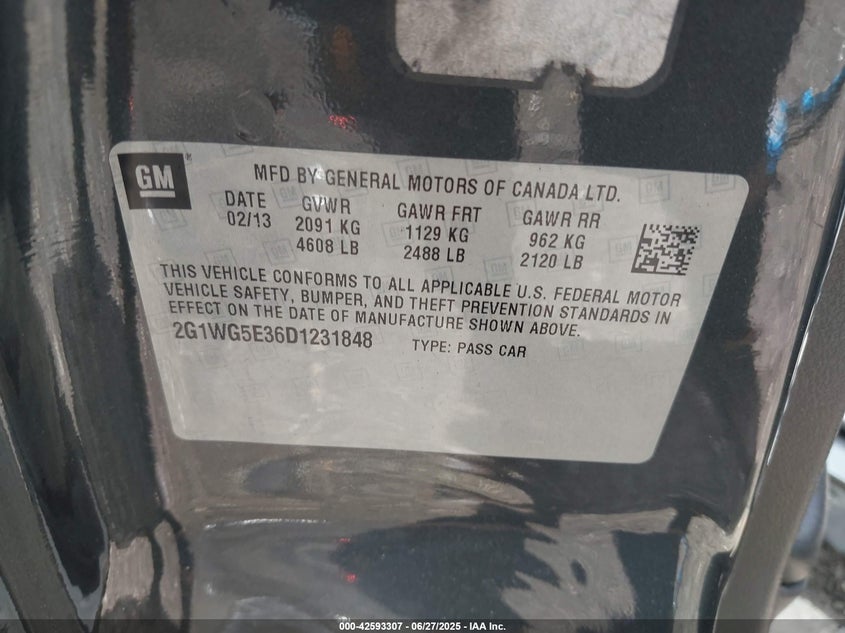 GM
MFD BY GENERAL MOTORS OF CANADA LTD.
DATE GVWR GAWR FRT GAWR RR
02/13 2091 KG 1129 KG 962 KG
4608 LB 2488 LB 2120 LB
THIS VEHICLE CONFORMS TO ALL APPLICABLE U.S. FEDERAL MOTOR
VEHICLE SAFETY, BUMPER, AND THEFT PREVENTION STANDARDS IN
EFFECT ON THE DATE OF MANUFACTURE SHOWN ABOVE.
2G1WG5E36D1231848 TYPE: PASS CAR
000-42593307 - 06/27/2025 - IAA Inc.